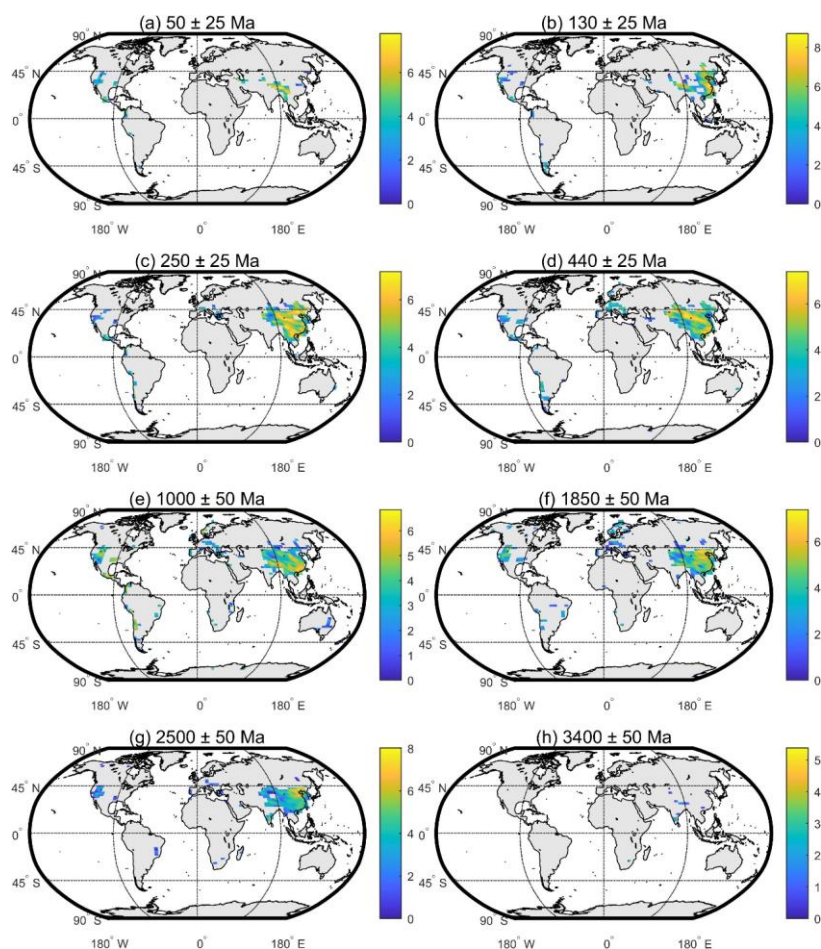 (a) 50 ± 25 Ma
90° N
45° N
0°
45° S
90° S
180° W
0°
180° E
6
4
2
0
(b) 130 ± 25 Ma
90° N
45° N
0°
45° S
90° S
180° W
0°
180° E
8
7
6
5
4
3
2
1
0
(c) 250 ± 25 Ma
90° N
45° N
0°
45° S
90° S
180° W
0°
180° E
6
4
2
0
(d) 440 ± 25 Ma
90° N
45° N
0°
45° S
90° S
180° W
0°
180° E
6
4
2
0
(e) 1000 ± 50 Ma
90° N
45° N
0°
45° S
90° S
180° W
0°
180° E
6
5
4
3
2
1
0
(f) 1850 ± 50 Ma
90° N
45° N
0°
45° S
90° S
180° W
0°
180° E
6
4
2
0
(g) 2500 ± 50 Ma
90° N
45° N
0°
45° S
90° S
180° W
0°
180° E
8
6
4
2
0
(h) 3400 ± 50 Ma
90° N
45° N
0°
45° S
90° S
180° W
0°
180° E
5
4
3
2
1
0